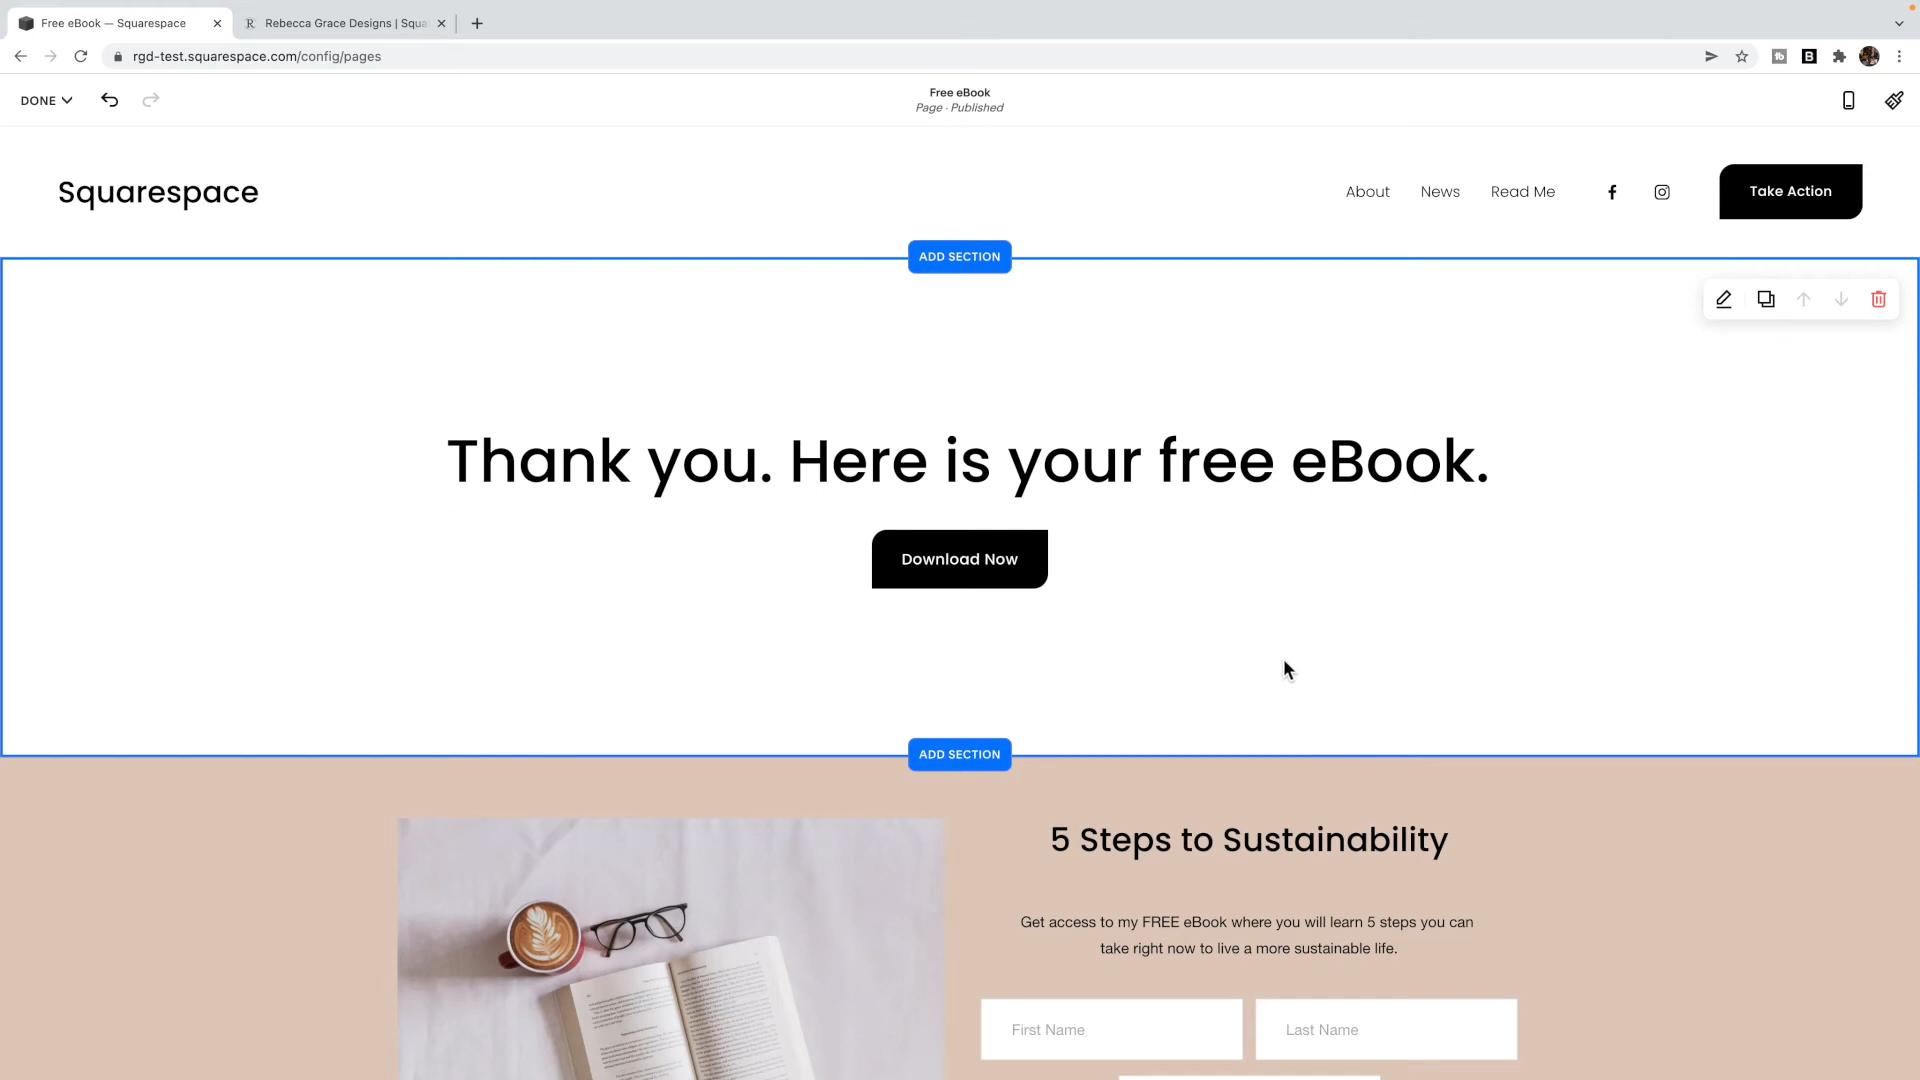 Free eBook — Squarespace
Rebecca Grace Designs | Squa
rgd-test.squarespace.com/config/pages
DONE
Free eBook
Page · Published
Squarespace
About
News
Read Me
Take Action
ADD SECTION
Thank you. Here is your free eBook.
Download Now
ADD SECTION
5 Steps to Sustainability
Get access to my FREE eBook where you will learn 5 steps you can
take right now to live a more sustainable life.
First Name
Last Name